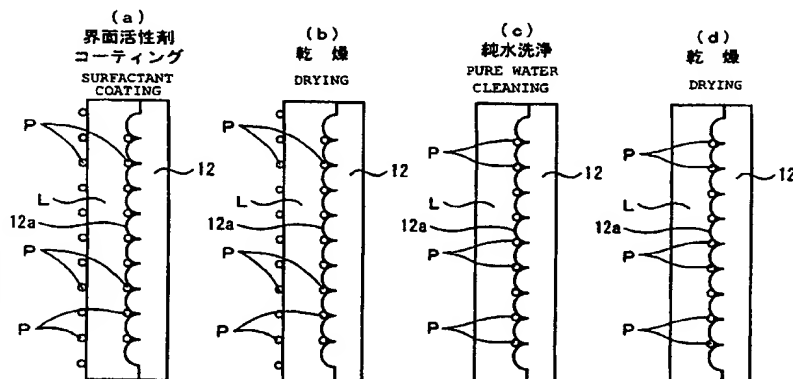 (a)
界面活性剤
コーティング
SURFACTANT
COATING
P
L
12a
P
P
12
(b)
乾 燥
DRYING
P
L
12a
P
P
12
(c)
純水洗浄
PURE WATER
CLEANING
P
L
12a
P
P
12
(d)
乾 燥
DRYING
P
L
12a
P
P
12